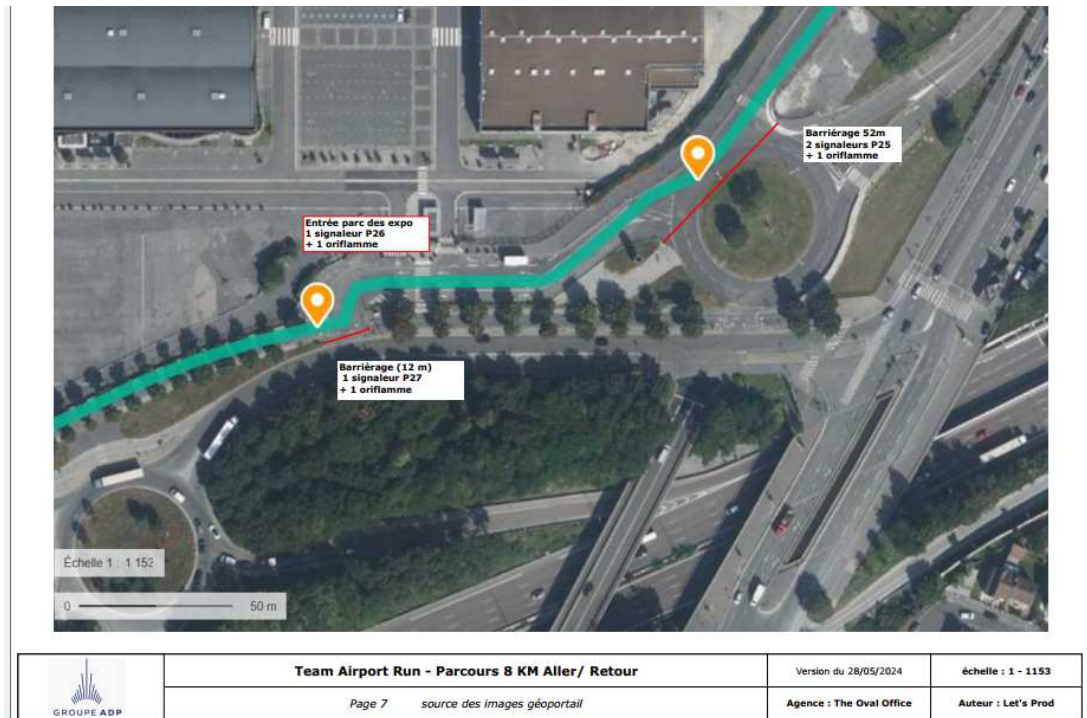 Barriérage 52m
2 signaleurs P25
+ 1 oriflamme
Entrée parc des expo
1 signaleur P26
+ 1 oriflamme
Barriérage (12 m)
1 signaleur P27
+ 1 oriflamme
Échelle 1 : 1 153
0 50 m
GROUPE ADP
Team Airport Run - Parcours 8 KM Aller/ Retour
Version du 28/05/2024
échelle : 1 - 1153
Page 7 source des images géoportail
Agence : The Oval Office
Auteur : Let's Prod